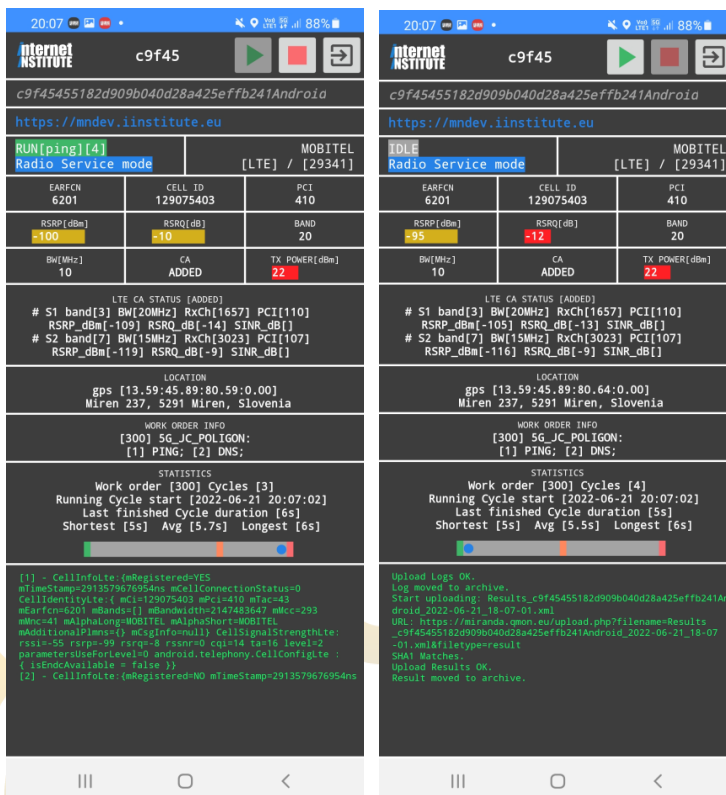 20:07
Vo9 5G
LTE1
88%
internet
INSTITUTE
c9f45
c9f45455182d909b040d28a425effb241Android
https://mndev.iinstitute.eu
RUN[ping][4]
Radio Service mode
MOBITEL
[LTE] / [29341]
EARFCN
6201
CELL ID
129075403
PCI
410
RSRP[dBm]
-100
RSRQ[dB]
-10
BAND
20
BW[MHz]
10
CA
ADDED
TX POWER[dBm]
22
LTE CA STATUS [ADDED]
# S1 band[3] BW[20MHz] RxCh[1657] PCI[110]
RSRP_dBm[-109] RSRQ_dB[-14] SINR_dB[]
# S2 band[7] BW[15MHz] RxCh[3023] PCI[107]
RSRP_dBm[-119] RSRQ_dB[-9] SINR_dB[]
LOCATION
gps [13.59:45.89:80.59:0.00]
Miren 237, 5291 Miren, Slovenia
WORK ORDER INFO
[300] 5G_JC_POLIGON:
[1] PING; [2] DNS;
STATISTICS
Work order [300] Cycles [3]
Running Cycle start [2022-06-21 20:07:02]
Last finished Cycle duration [6s]
Shortest [5s] Avg [5.7s] Longest [6s]
[1] - CellInfoLte:{mRegistered=YES
mTimeStamp=2913579676954ns mCellConnectionStatus=0
CellIdentityLte:{ mCi=129075403 mPci=410 mTac=43
mEarfcn=6201 mBands=[] mBandwidth=2147483647 mMcc=293
mMnc=41 mAlphaLong=MOBITEL mAlphaShort=MOBITEL
mAdditionalPlmns={} mCsgInfo=null} CellSignalStrengthLte:
rssi=-55 rsrp=-99 rsrq=-8 rssnr=0 cqi=14 ta=16 level=2
parametersUseForLevel=0 android.telephony.CellConfigLte :
{ isEndcAvailable = false }}
[2] - CellInfoLte:{mRegistered=NO mTimeStamp=2913579676954ns
20:07
88%
internet
INSTITUTE
c9f45
c9f45455182d909b040d28a425effb241Android
https://mndev.iinstitute.eu
IDLE
Radio Service mode
MOBITEL
[LTE] / [29341]
EARFCN
6201
CELL ID
129075403
PCI
410
RSRP[dBm]
-95
RSRQ[dB]
-12
BAND
20
BW[MHz]
10
CA
ADDED
TX POWER[dBm]
22
LTE CA STATUS [ADDED]
# S1 band[3] BW[20MHz] RxCh[1657] PCI[110]
RSRP_dBm[-105] RSRQ_dB[-13] SINR_dB[]
# S2 band[7] BW[15MHz] RxCh[3023] PCI[107]
RSRP_dBm[-116] RSRQ_dB[-9] SINR_dB[]
LOCATION
gps [13.59:45.89:80.64:0.00]
Miren 237, 5291 Miren, Slovenia
WORK ORDER INFO
[300] 5G_JC_POLIGON:
[1] PING; [2] DNS;
STATISTICS
Work order [300] Cycles [4]
Running Cycle start [2022-06-21 20:07:02]
Last finished Cycle duration [5s]
Shortest [5s] Avg [5.5s] Longest [6s]
Upload Logs OK.
Log moved to archive.
Start uploading: Results_c9f45455182d909b040d28a425effb241An
droid_2022-06-21_18-07-01.xml
URL: https://miranda.qmon.eu/upload.php?filename=Results
_c9f45455182d909b040d28a425effb241Android_2022-06-21_18-07
-01.xml&filetype=result
SHA1 Matches.
Upload Results OK.
Result moved to archive.